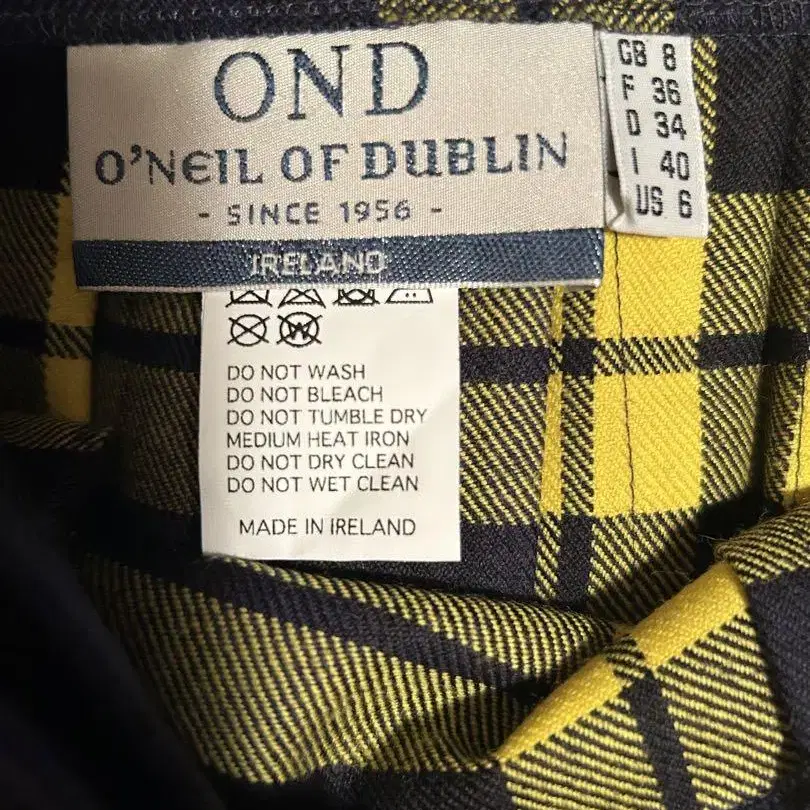 OND
O'NEIL OF DUBLIN
- SINCE 1956 -
IRELAND
GB 8
F 36
D 34
I 40
US 6
DO NOT WASH
DO NOT BLEACH
DO NOT TUMBLE DRY
MEDIUM HEAT IRON
DO NOT DRY CLEAN
DO NOT WET CLEAN
MADE IN IRELAND